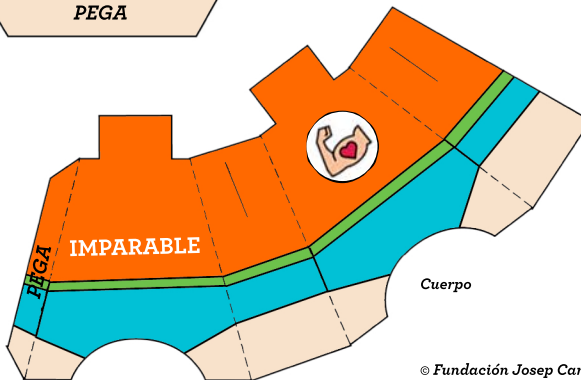 PEGA
IMPARABLE
PEGA
Cuerpo
© Fundación Josep Car